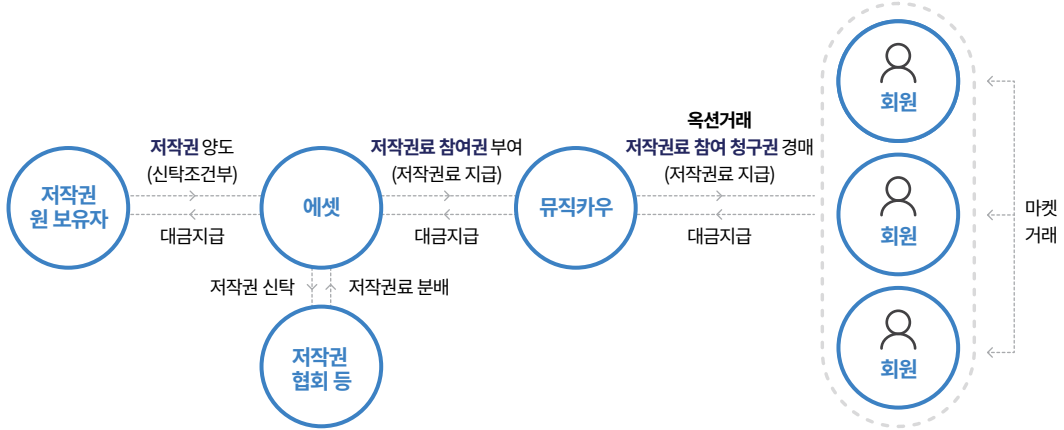 회원
옥션거래
저작권 양도
(신탁조건부)
저작권료 참여권 부여
(저작권료 지급)
저작권료 참여 청구권 경매
(저작권료 지급)
저작권
원 보유자
에셋
뮤직카우
회원
마켓
거래
대금지급
대금지급
대금지급
저작권 신탁
저작권료 분배
저작권
협회 등
회원